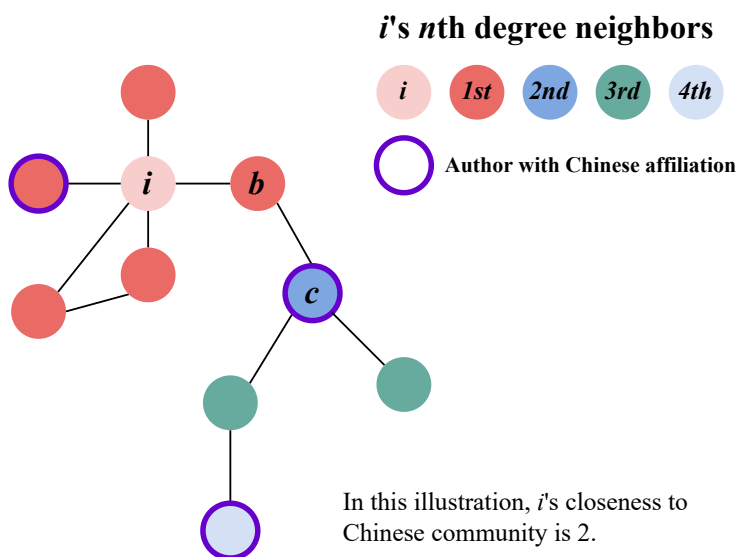 i's nth degree neighbors
i 1st 2nd 3rd 4th
Author with Chinese affiliation
i b
c
In this illustration, i's closeness to
Chinese community is 2.